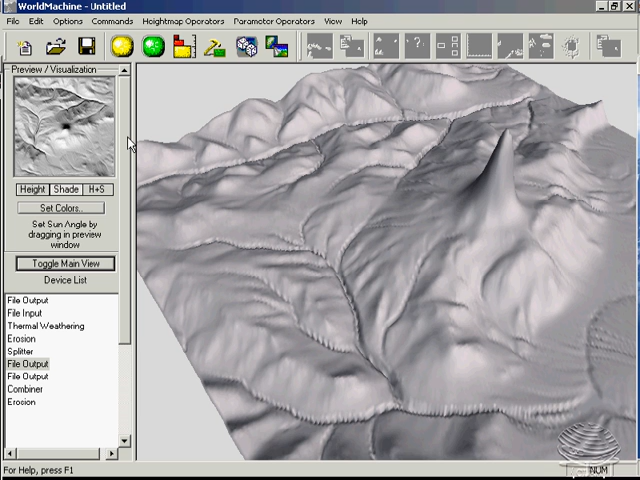 WorldMachine - Untitled
File Edit Options Commands Heightmap Operators Parameter Operators View Help
Preview / Visualization
Height Shade H+S
Set Colors..
Set Sun Angle by
dragging in preview
window
Toggle Main View
Device List
File Output
File Input
Thermal Weathering
Erosion
Splitter
File Output
File Output
Combiner
Erosion
For Help, press F1
NUM